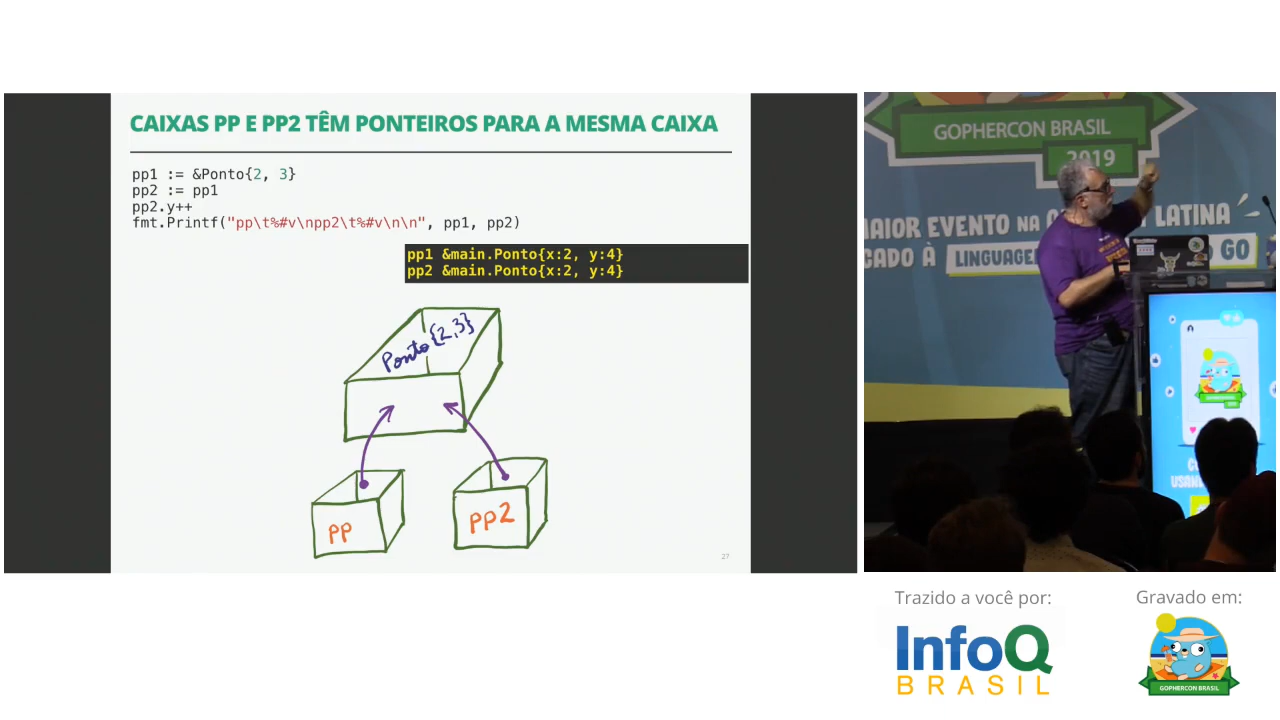 CAIXAS PP E PP2 TÊM PONTEIROS PARA A MESMA CAIXA
pp1 := &Ponto{2, 3}
pp2 := pp1
pp2.y++
fmt.Printf("pp\t%#v\npp2\t%#v\n\n", pp1, pp2)
pp1 &main.Ponto{x:2, y:4}
pp2 &main.Ponto{x:2, y:4}
Ponto{2,3}
pp
pp2
27
GOPHERCON BRASIL
2019
MAIOR EVENTO NA LATINA
CADO À LINGUAGE GO
Trazido a você por:
InfoQ
BRASIL
Gravado em:
GOPHERCON BRASIL